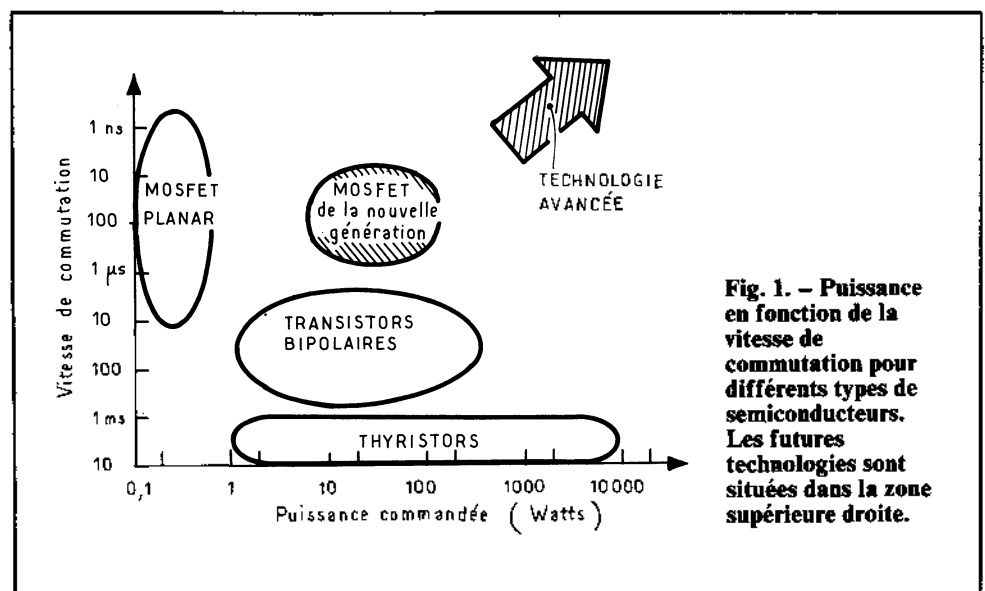 Vitesse de commutation
1 ns
10
100
1 µs
10
100
1 ms
10
MOSFET
PLANAR
MOSFET
de la nouvelle
génération
TECHNOLOGIE
AVANCÉE
TRANSISTORS
BIPOLAIRES
THYRISTORS
0,1 1 10 100 1000 10000
Puissance commandée (Watts)
Fig. 1. – Puissance
en fonction de la
vitesse de
commutation pour
différents types de
semiconducteurs.
Les futures
technologies sont
situées dans la zone
supérieure droite.